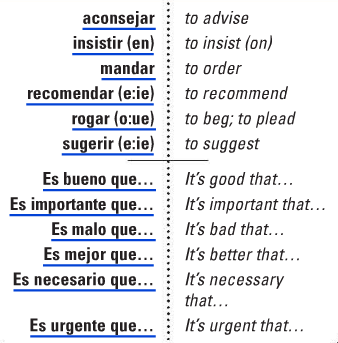 aconsejar to advise
insistir (en) to insist (on)
mandar to order
recomendar (e:ie) to recommend
rogar (o:ue) to beg; to plead
sugerir (e:ie) to suggest
Es bueno que… It's good that…
Es importante que… It's important that…
Es malo que… It's bad that…
Es mejor que… It's better that…
Es necesario que… It's necessary
that…
Es urgente que… It's urgent that…